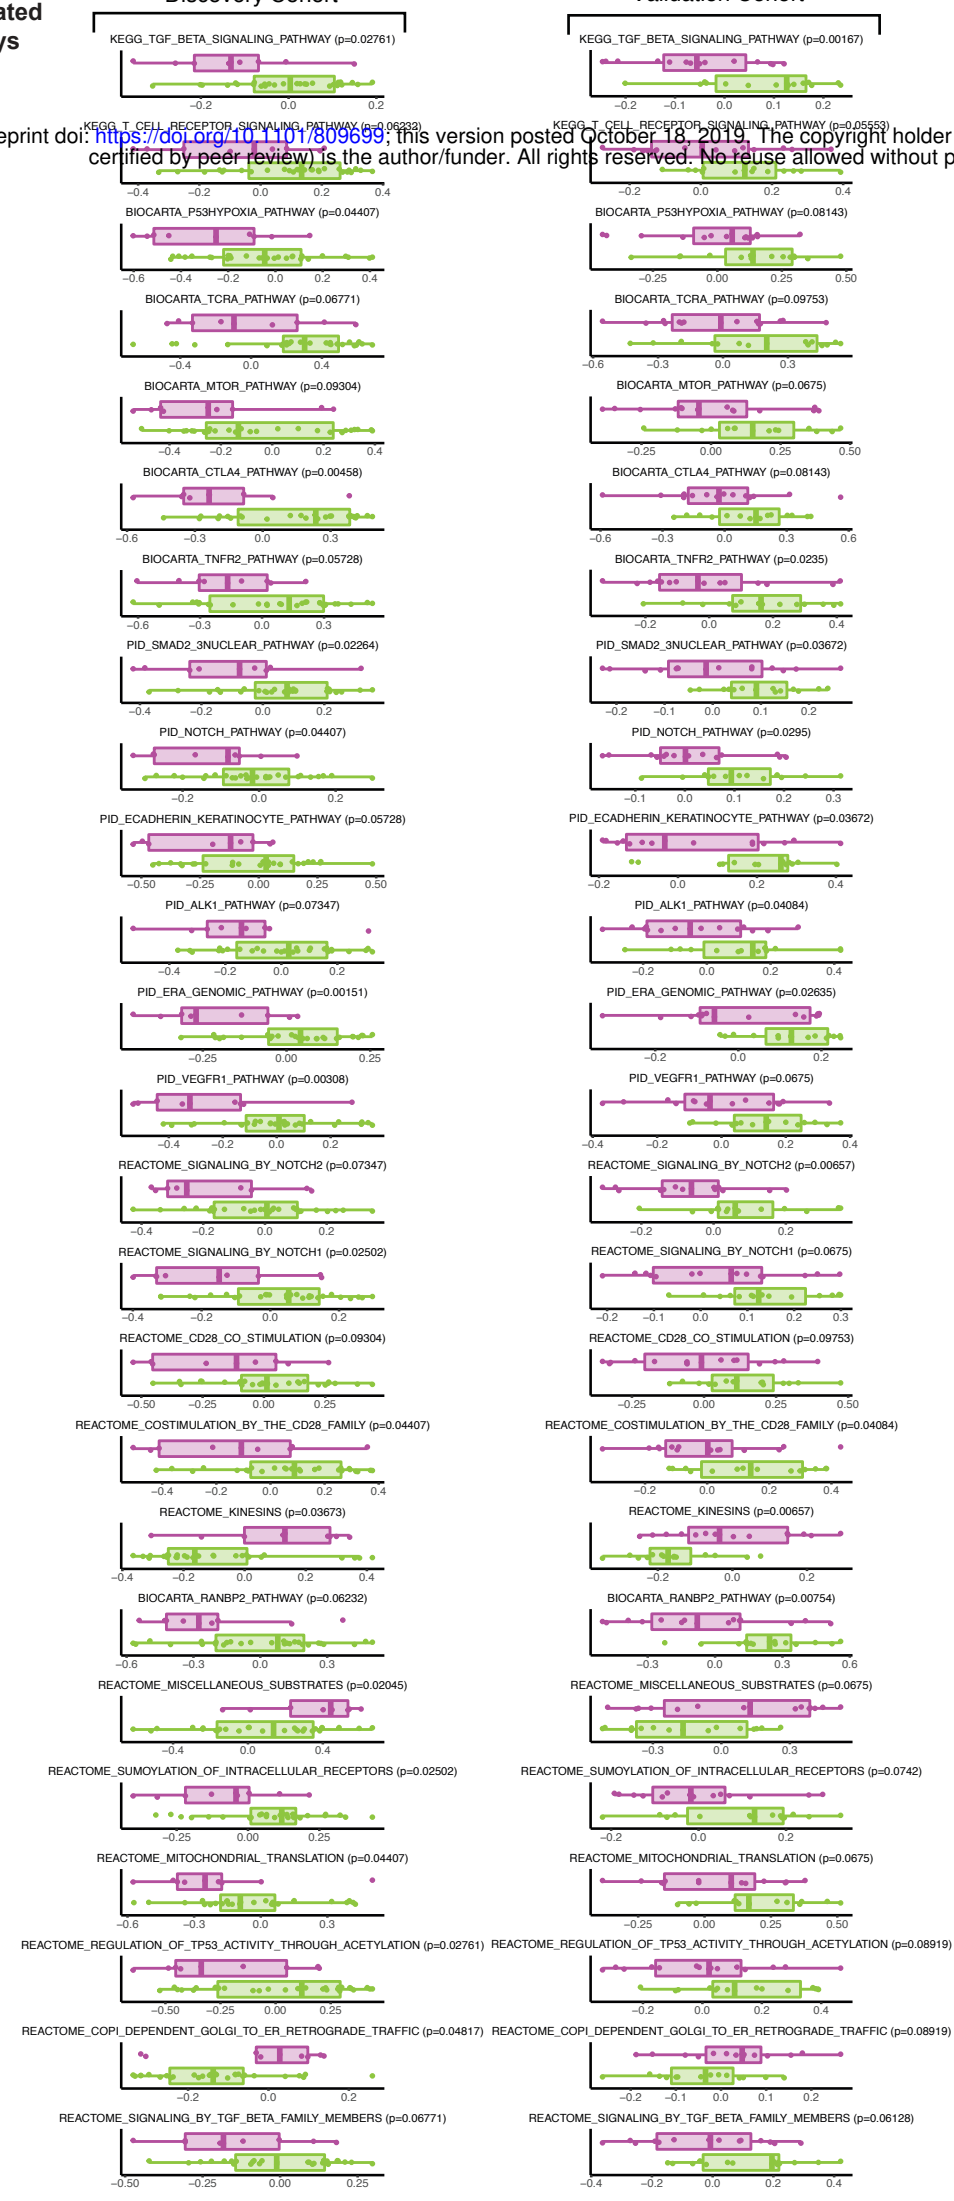 ated
ys
Discovery Cohort
Validation Cohort
KEGG_TGF_BETA_SIGNALING_PATHWAY (p=0.02761)
KEGG_TGF_BETA_SIGNALING_PATHWAY (p=0.00167)
−0.2 0.0 0.2
−0.2 −0.1 0.0 0.1 0.2
KEGG_T_CELL_RECEPTOR_SIGNALING_PATHWAY (p=0.06232)
KEGG_T_CELL_RECEPTOR_SIGNALING_PATHWAY (p=0.05553)
eprint doi: https://doi.org/10.1101/809699; this version posted October 18, 2019. The copyright holder
certified by peer review) is the author/funder. All rights reserved. No reuse allowed without p
−0.4 −0.2 0.0 0.2 0.4
−0.2 0.0 0.2 0.4
BIOCARTA_P53HYPOXIA_PATHWAY (p=0.04407)
BIOCARTA_P53HYPOXIA_PATHWAY (p=0.08143)
−0.6 −0.4 −0.2 0.0 0.2 0.4
−0.25 0.00 0.25 0.50
BIOCARTA_TCRA_PATHWAY (p=0.06771)
BIOCARTA_TCRA_PATHWAY (p=0.09753)
−0.4 0.0 0.4
−0.6 −0.3 0.0 0.3
BIOCARTA_MTOR_PATHWAY (p=0.09304)
BIOCARTA_MTOR_PATHWAY (p=0.0675)
−0.4 −0.2 0.0 0.2 0.4
−0.25 0.00 0.25 0.50
BIOCARTA_CTLA4_PATHWAY (p=0.00458)
BIOCARTA_CTLA4_PATHWAY (p=0.08143)
−0.6 −0.3 0.0 0.3
−0.6 −0.3 0.0 0.3 0.6
BIOCARTA_TNFR2_PATHWAY (p=0.05728)
BIOCARTA_TNFR2_PATHWAY (p=0.0235)
−0.6 −0.3 0.0 0.3
−0.2 0.0 0.2 0.4
PID_SMAD2_3NUCLEAR_PATHWAY (p=0.02264)
PID_SMAD2_3NUCLEAR_PATHWAY (p=0.03672)
−0.4 −0.2 0.0 0.2
−0.2 −0.1 0.0 0.1 0.2
PID_NOTCH_PATHWAY (p=0.04407)
PID_NOTCH_PATHWAY (p=0.0295)
−0.2 0.0 0.2
−0.1 0.0 0.1 0.2 0.3
PID_ECADHERIN_KERATINOCYTE_PATHWAY (p=0.05728)
PID_ECADHERIN_KERATINOCYTE_PATHWAY (p=0.03672)
−0.50 −0.25 0.00 0.25 0.50
−0.2 0.0 0.2 0.4
PID_ALK1_PATHWAY (p=0.07347)
PID_ALK1_PATHWAY (p=0.04084)
−0.4 −0.2 0.0 0.2
−0.2 0.0 0.2 0.4
PID_ERA_GENOMIC_PATHWAY (p=0.00151)
PID_ERA_GENOMIC_PATHWAY (p=0.02635)
−0.25 0.00 0.25
−0.2 0.0 0.2
PID_VEGFR1_PATHWAY (p=0.00308)
PID_VEGFR1_PATHWAY (p=0.0675)
−0.4 −0.2 0.0 0.2
−0.4 −0.2 0.0 0.2 0.4
REACTOME_SIGNALING_BY_NOTCH2 (p=0.07347)
REACTOME_SIGNALING_BY_NOTCH2 (p=0.00657)
−0.4 −0.2 0.0 0.2
−0.2 0.0 0.2
REACTOME_SIGNALING_BY_NOTCH1 (p=0.02502)
REACTOME_SIGNALING_BY_NOTCH1 (p=0.0675)
−0.4 −0.2 0.0 0.2
−0.2 −0.1 0.0 0.1 0.2 0.3
REACTOME_CD28_CO_STIMULATION (p=0.09304)
REACTOME_CD28_CO_STIMULATION (p=0.09753)
−0.50 −0.25 0.00 0.25
−0.25 0.00 0.25 0.50
REACTOME_COSTIMULATION_BY_THE_CD28_FAMILY (p=0.04407)
REACTOME_COSTIMULATION_BY_THE_CD28_FAMILY (p=0.04084)
−0.4 −0.2 0.0 0.2 0.4
−0.2 0.0 0.2 0.4
REACTOME_KINESINS (p=0.03673)
REACTOME_KINESINS (p=0.00657)
−0.4 −0.2 0.0 0.2 0.4
−0.2 0.0 0.2
BIOCARTA_RANBP2_PATHWAY (p=0.06232)
BIOCARTA_RANBP2_PATHWAY (p=0.00754)
−0.6 −0.3 0.0 0.3
−0.3 0.0 0.3 0.6
REACTOME_MISCELLANEOUS_SUBSTRATES (p=0.02045)
REACTOME_MISCELLANEOUS_SUBSTRATES (p=0.0675)
−0.4 0.0 0.4
−0.3 0.0 0.3
REACTOME_SUMOYLATION_OF_INTRACELLULAR_RECEPTORS (p=0.02502)
REACTOME_SUMOYLATION_OF_INTRACELLULAR_RECEPTORS (p=0.0742)
−0.25 0.00 0.25
−0.2 0.0 0.2
REACTOME_MITOCHONDRIAL_TRANSLATION (p=0.04407)
REACTOME_MITOCHONDRIAL_TRANSLATION (p=0.0675)
−0.6 −0.3 0.0 0.3
−0.25 0.00 0.25 0.50
REACTOME_REGULATION_OF_TP53_ACTIVITY_THROUGH_ACETYLATION (p=0.02761)
REACTOME_REGULATION_OF_TP53_ACTIVITY_THROUGH_ACETYLATION (p=0.08919)
−0.50 −0.25 0.00 0.25
−0.2 0.0 0.2 0.4
REACTOME_COPI_DEPENDENT_GOLGI_TO_ER_RETROGRADE_TRAFFIC (p=0.04817)
REACTOME_COPI_DEPENDENT_GOLGI_TO_ER_RETROGRADE_TRAFFIC (p=0.08919)
−0.2 0.0 0.2
−0.2 −0.1 0.0 0.1 0.2
REACTOME_SIGNALING_BY_TGF_BETA_FAMILY_MEMBERS (p=0.06771)
REACTOME_SIGNALING_BY_TGF_BETA_FAMILY_MEMBERS (p=0.06128)
−0.50 −0.25 0.00 0.25
−0.4 −0.2 0.0 0.2 0.4